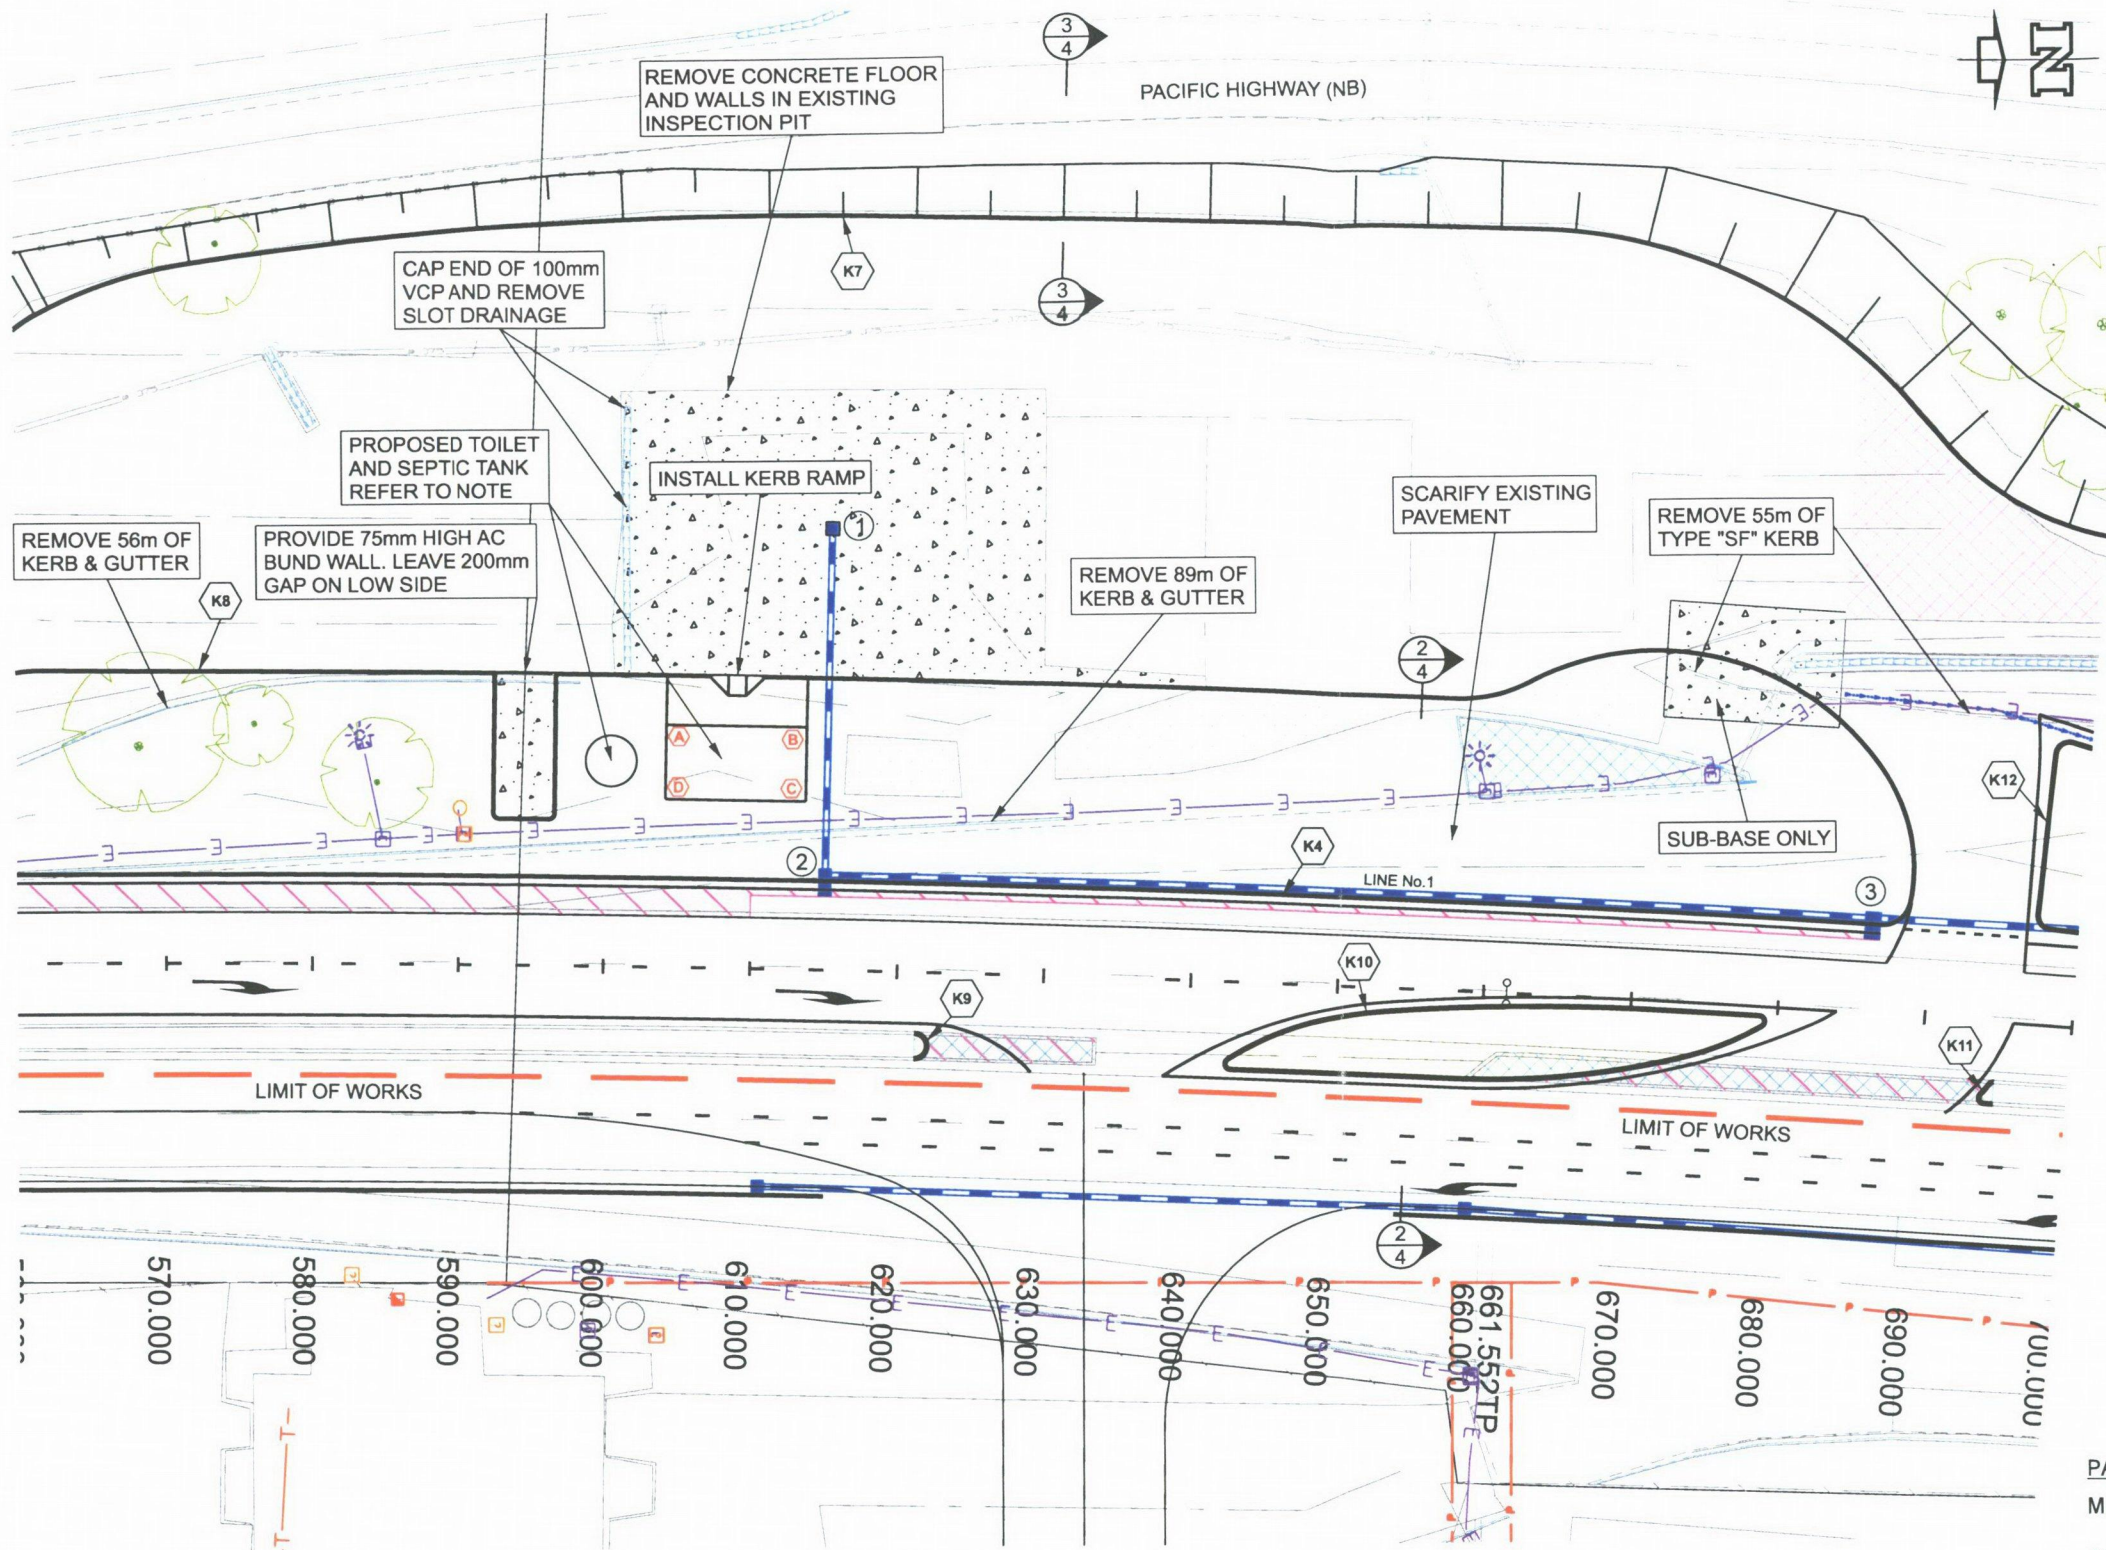 3
4
PACIFIC HIGHWAY (NB)
N
REMOVE CONCRETE FLOOR
AND WALLS IN EXISTING
INSPECTION PIT
CAP END OF 100mm
VCP AND REMOVE
SLOT DRAINAGE
K7
3
4
PROPOSED TOILET
AND SEPTIC TANK
REFER TO NOTE
INSTALL KERB RAMP
1
SCARIFY EXISTING
PAVEMENT
REMOVE 55m OF
TYPE "SF" KERB
REMOVE 56m OF
KERB & GUTTER
PROVIDE 75mm HIGH AC
BUND WALL. LEAVE 200mm
GAP ON LOW SIDE
K8
REMOVE 89m OF
KERB & GUTTER
2
4
A
B
D
C
K12
SUB-BASE ONLY
2
K4
LINE No.1
3
K9
K10
K11
LIMIT OF WORKS
LIMIT OF WORKS
2
4
570.000
580.000
590.000
600.000
610.000
620.000
630.000
640.000
650.000
660.000
661.552TP
670.000
680.000
690.000
700.000
T
T
PA
M